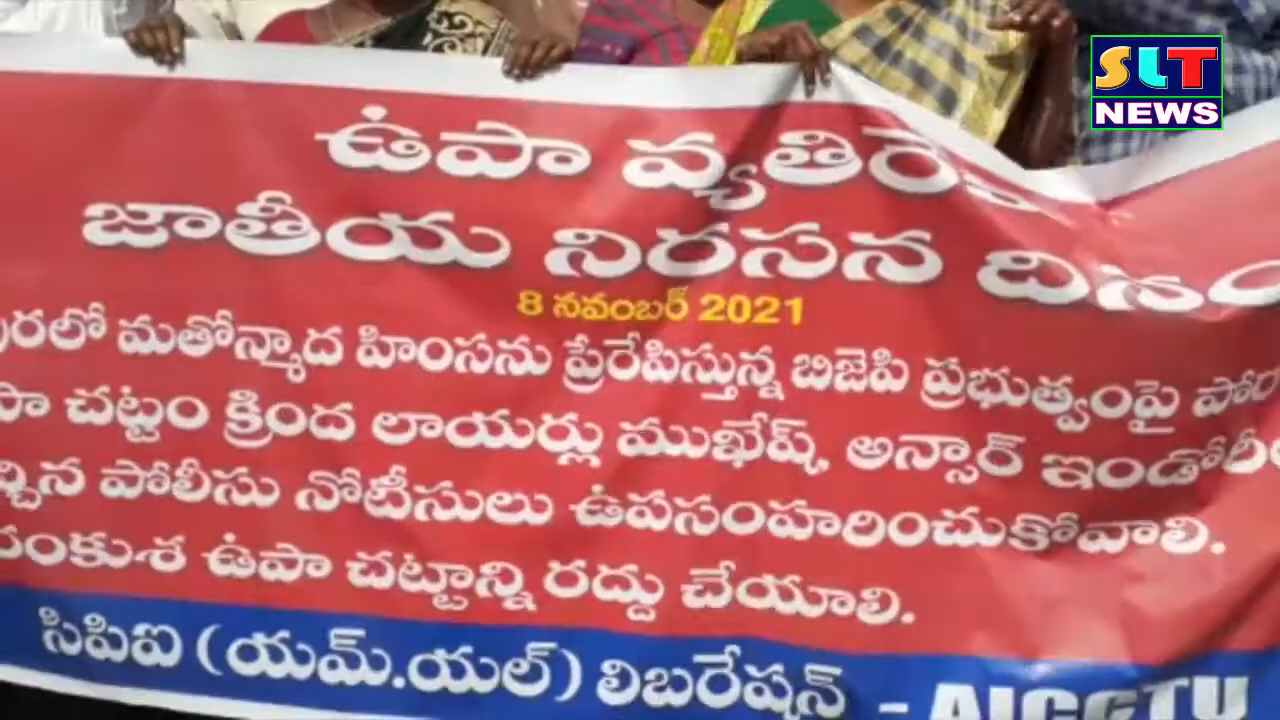 SLT
NEWS
ఉపా
జాతీయ నిరసన దినం
8 నవంబర్ 2021
మతోన్మాద హింసను ప్రేరేపిస్తున్న బిజెపి ప్రభుత్వంపై
చట్టం క్రింద లాయర్లు ముఖేష్, అన్సార్
పోలీసు నోటీసులు ఉపసంహరించుకోవాలి.
ఉపా చట్టాన్ని రద్దు చేయాలి.
సిపిఐ (యమ్.యల్) లిబరేషన్ - AICCTU